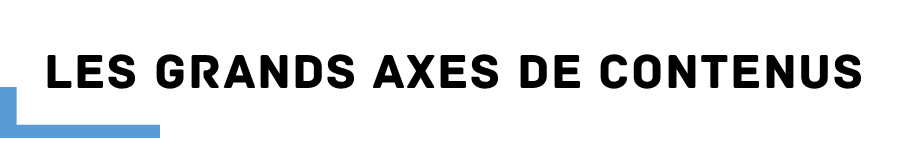 LES GRANDS AXES DE CONTENUS